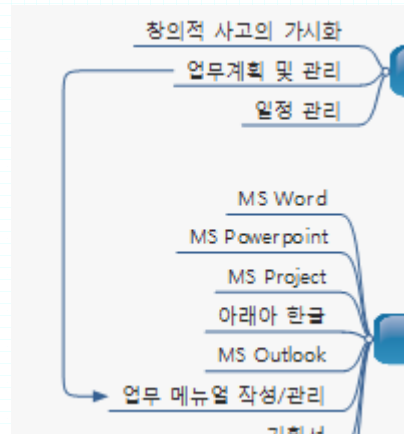 창의적 사고의 가시화
업무계획 및 관리
일정 관리
MS Word
MS Powerpoint
MS Project
아래아 한글
MS Outlook
업무 메뉴얼 작성/관리